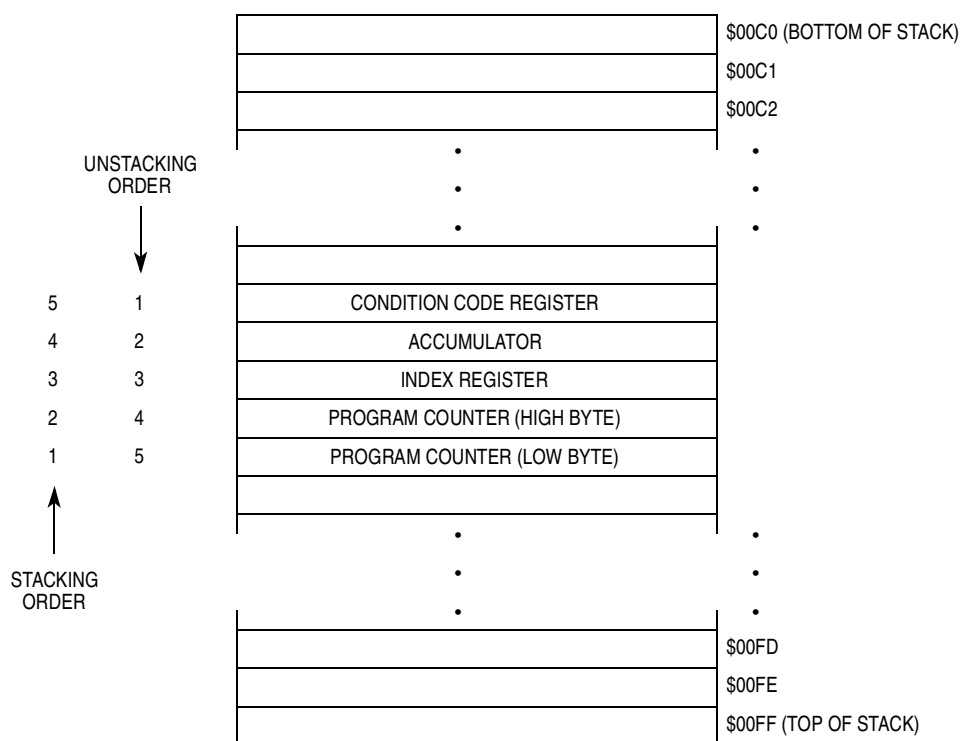 $00C0 (BOTTOM OF STACK)
$00C1
$00C2
UNSTACKING
ORDER
5 1 CONDITION CODE REGISTER
4 2 ACCUMULATOR
3 3 INDEX REGISTER
2 4 PROGRAM COUNTER (HIGH BYTE)
1 5 PROGRAM COUNTER (LOW BYTE)
STACKING
ORDER
$00FD
$00FE
$00FF (TOP OF STACK)